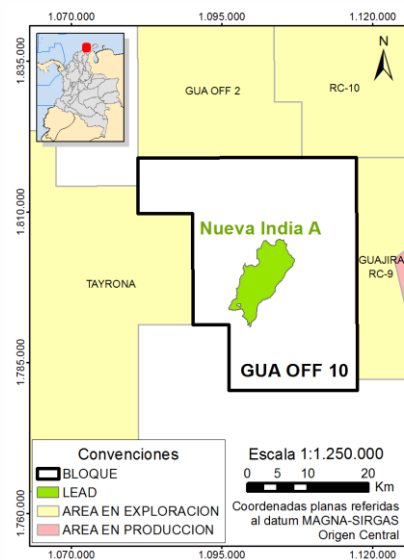 1.070.000 1.095.000 1.120.000
1.835.000
GUA OFF 2
RC-10
N
1.810.000
Nueva India A
GUAJIRA
RC-9
TAYRONA
1.785.000
GUA OFF 10
Convenciones
BLOQUE
LEAD
AREA EN EXPLORACION
AREA EN PRODUCCION
Escala 1:1.250.000
0 5 10 20
Km
Coordenadas planas referidas
al datum MAGNA-SIRGAS
Origen Central
1.760.000
1.070.000 1.095.000 1.120.000